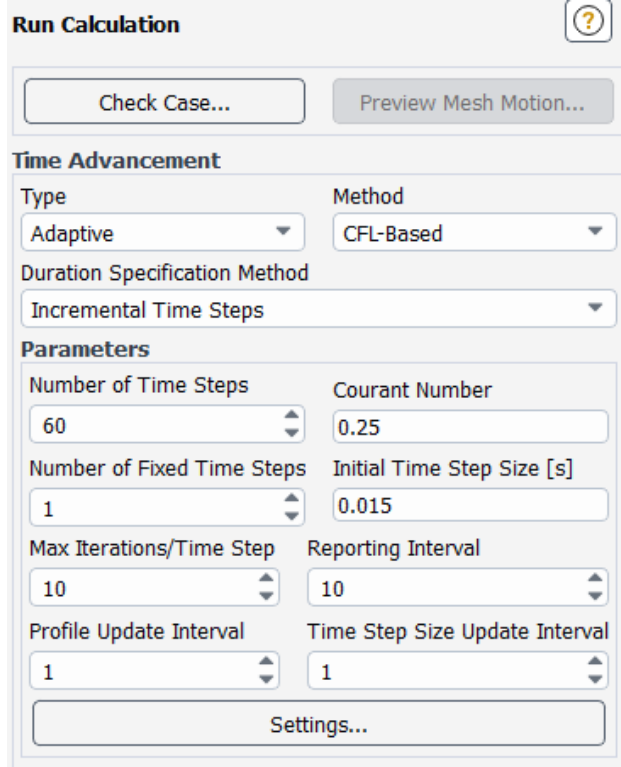 Run Calculation ?
Check Case... Preview Mesh Motion...
Time Advancement
Type Method
Adaptive CFL-Based
Duration Specification Method
Incremental Time Steps
Parameters
Number of Time Steps Courant Number
60 0.25
Number of Fixed Time Steps Initial Time Step Size [s]
1 0.015
Max Iterations/Time Step Reporting Interval
10 10
Profile Update Interval Time Step Size Update Interval
1 1
Settings...